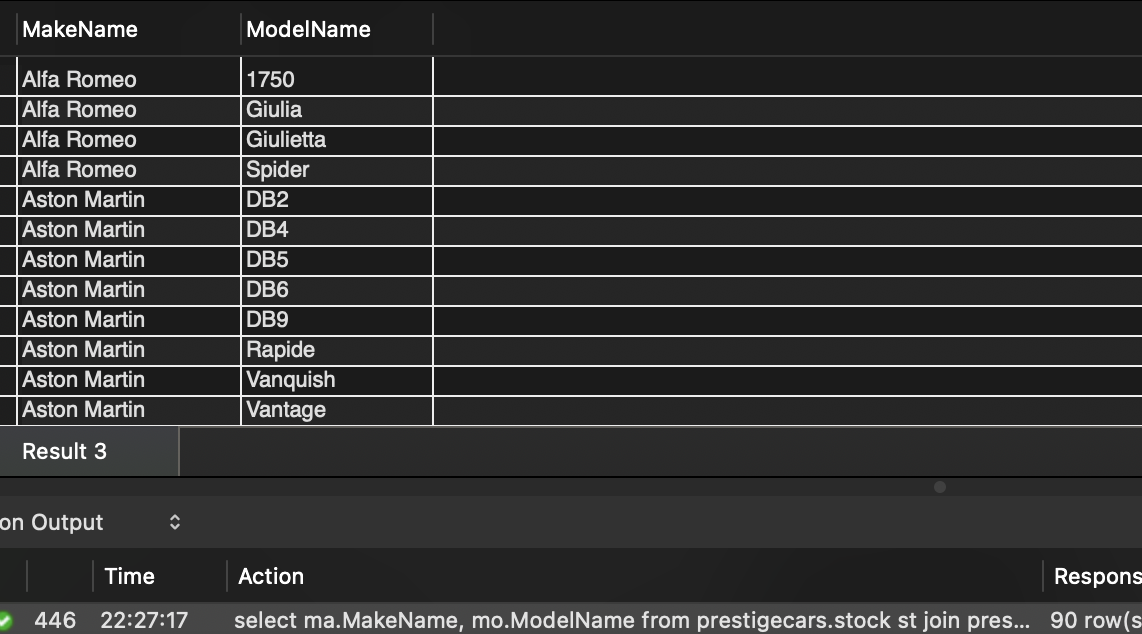 MakeName ModelName
Alfa Romeo 1750
Alfa Romeo Giulia
Alfa Romeo Giulietta
Alfa Romeo Spider
Aston Martin DB2
Aston Martin DB4
Aston Martin DB5
Aston Martin DB6
Aston Martin DB9
Aston Martin Rapide
Aston Martin Vanquish
Aston Martin Vantage
Result 3
on Output
Time Action Respons
446 22:27:17 select ma.MakeName, mo.ModelName from prestigecars.stock st join pres... 90 row(s